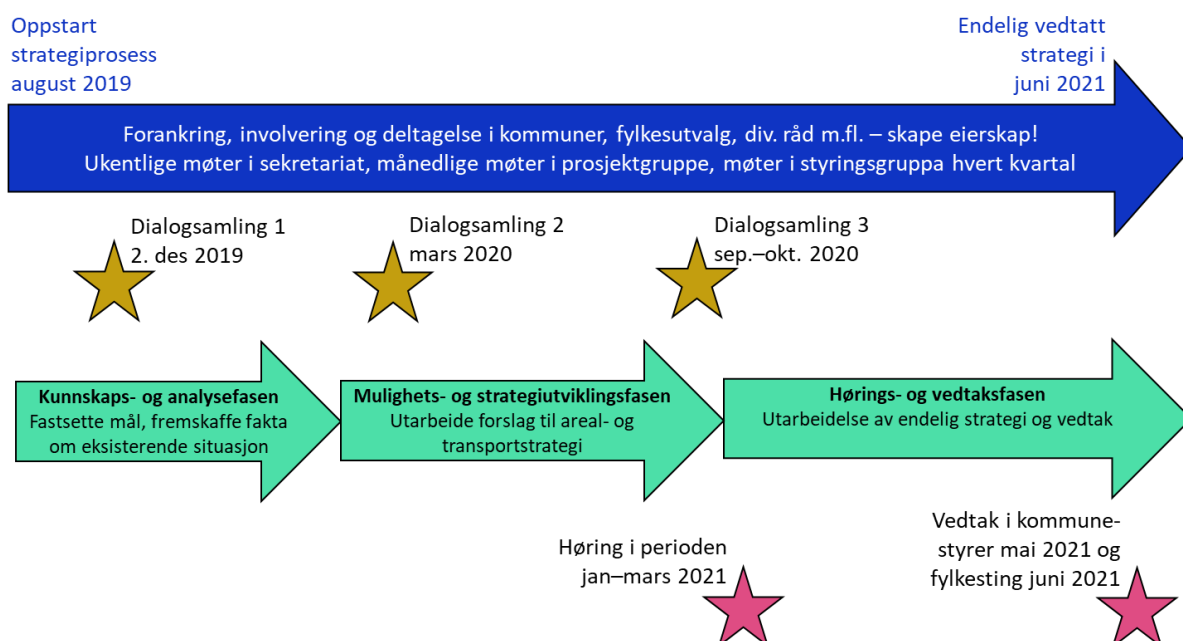 Oppstart
strategiprosess
august 2019
Endelig vedtatt
strategi i
juni 2021
Forankring, involvering og deltagelse i kommuner, fylkesutvalg, div. råd m.fl. – skape eierskap!
Ukentlige møter i sekretariat, månedlige møter i prosjektgruppe, møter i styringsgruppa hvert kvartal
Dialogsamling 1
2. des 2019
Dialogsamling 2
mars 2020
Dialogsamling 3
sep.–okt. 2020
Kunnskaps- og analysefasen
Fastsette mål, fremskaffe fakta
om eksisterende situasjon
Mulighets- og strategiutviklingsfasen
Utarbeide forslag til areal- og
transportstrategi
Hørings- og vedtaksfasen
Utarbeidelse av endelig strategi og vedtak
Høring i perioden
jan–mars 2021
Vedtak i kommune-
styrer mai 2021 og
fylkesting juni 2021